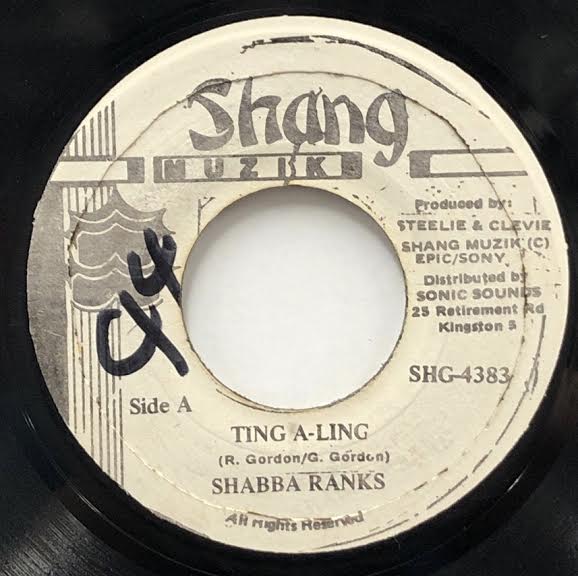 Shang
MUZIK
Produced by:
STEELIE & CLEVIE
SHANG MUZIK (C)
EPIC/SONY
Distributed by
SONIC SOUNDS
25 Retirement Rd
Kingston 5
44
SHG-4383
Side A
TING A-LING
(R. Gordon/G. Gordon)
SHABBA RANKS
All Rights Reserved